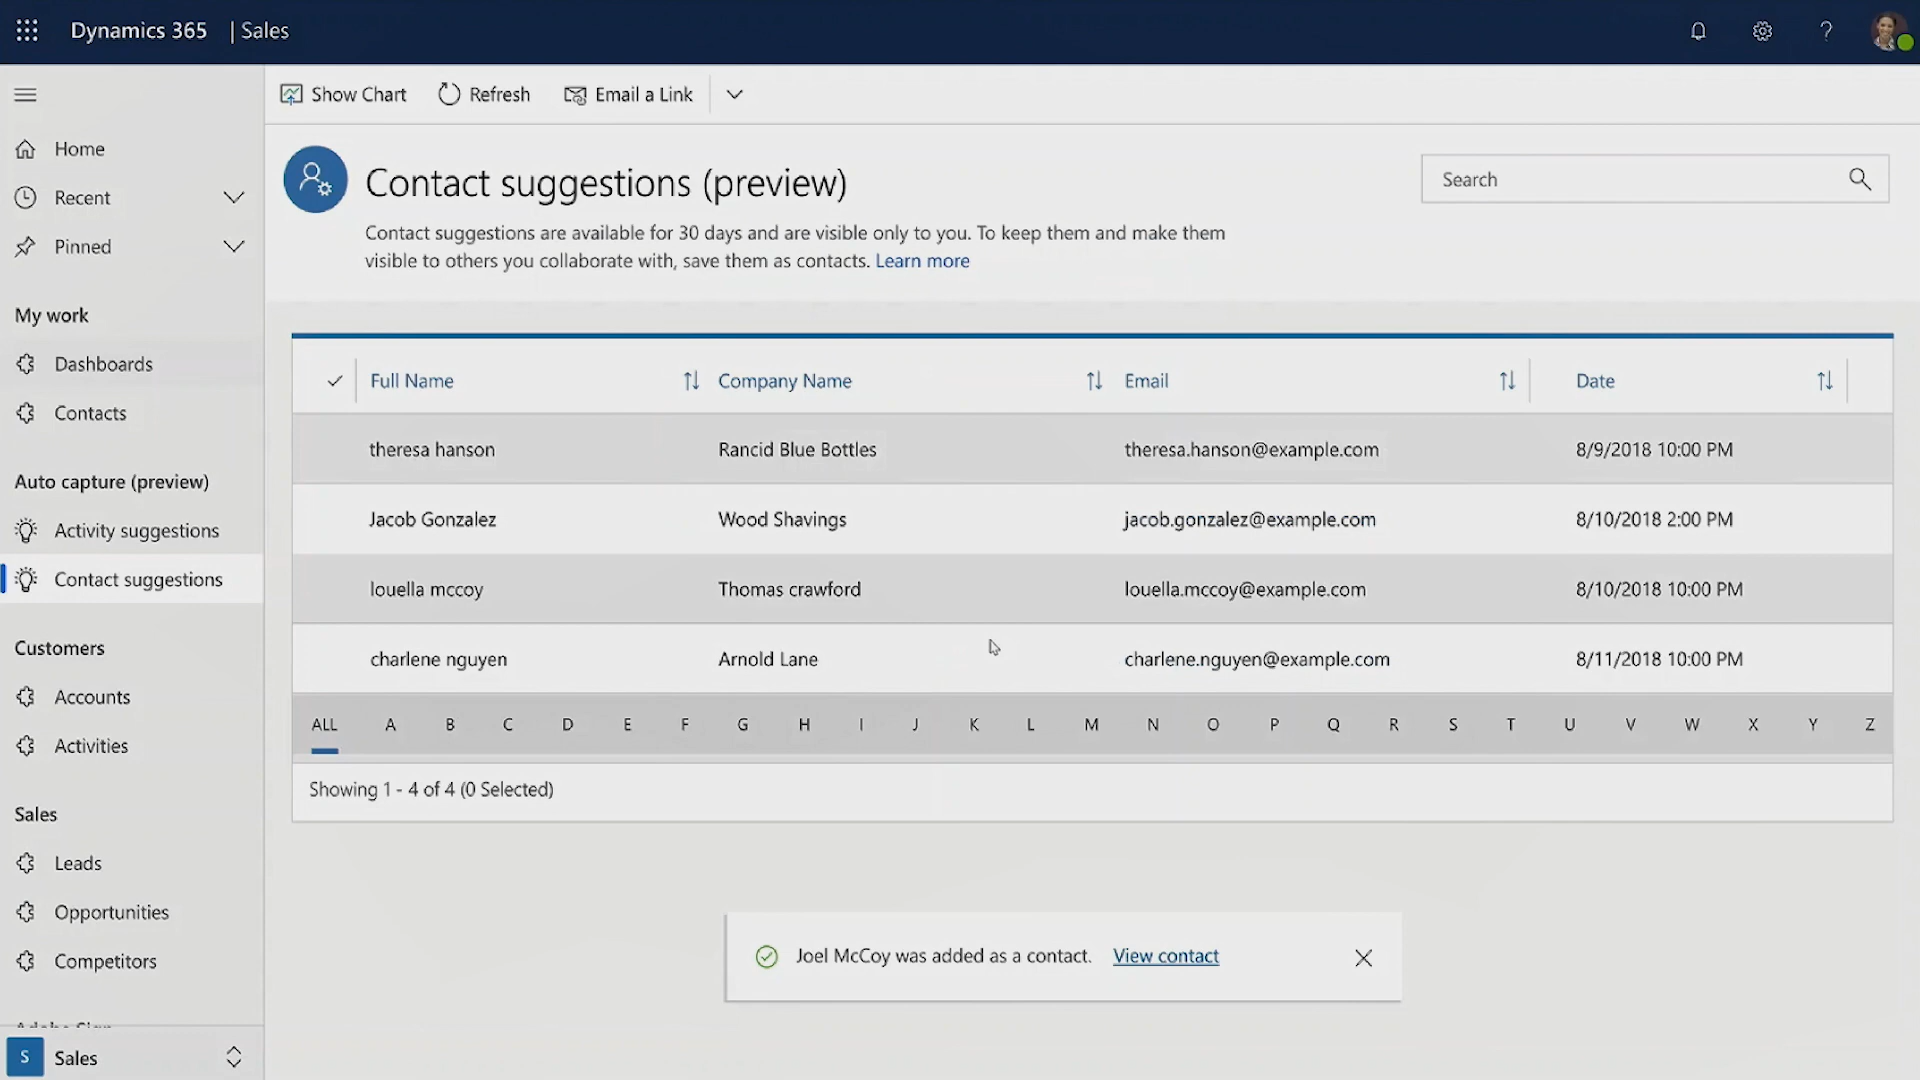 Dynamics 365 | Sales
Show Chart Refresh Email a Link
Home
Recent
Pinned
My work
Dashboards
Contacts
Auto capture (preview)
Activity suggestions
Contact suggestions
Customers
Accounts
Activities
Sales
Leads
Opportunities
Competitors
Adobe Sign
S Sales
Contact suggestions (preview)
Contact suggestions are available for 30 days and are visible only to you. To keep them and make them
visible to others you collaborate with, save them as contacts. Learn more
Search
Full Name Company Name Email Date
theresa hanson Rancid Blue Bottles theresa.hanson@example.com 8/9/2018 10:00 PM
Jacob Gonzalez Wood Shavings jacob.gonzalez@example.com 8/10/2018 2:00 PM
louella mccoy Thomas crawford louella.mccoy@example.com 8/10/2018 10:00 PM
charlene nguyen Arnold Lane charlene.nguyen@example.com 8/11/2018 10:00 PM
ALL A B C D E F G H I J K L M N O P Q R S T U V W X Y Z
Showing 1 - 4 of 4 (0 Selected)
Joel McCoy was added as a contact. View contact